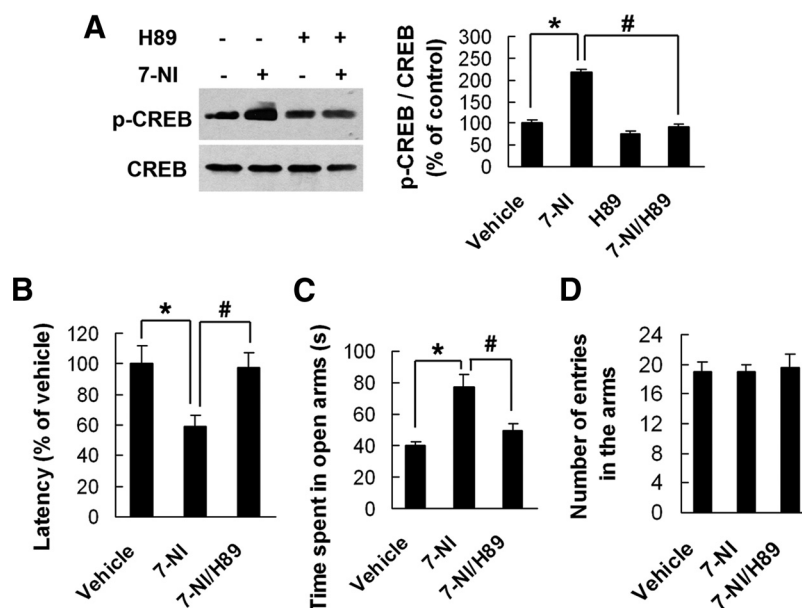 A
H89 - - + +
7-NI - + - +
p-CREB
CREB
p-CREB / CREB
(% of control)
300
250
200
150
100
50
0
* #
Vehicle
7-NI
H89
7-NI/H89
B
Latency (% of vehicle)
120
100
80
60
40
20
0
* #
Vehicle
7-NI
7-NI/H89
C
Time spent in open arms (s)
100
80
60
40
20
0
* #
Vehicle
7-NI
7-NI/H89
D
Number of entries
in the arms
24
20
16
12
8
4
0
Vehicle
7-NI
7-NI/H89